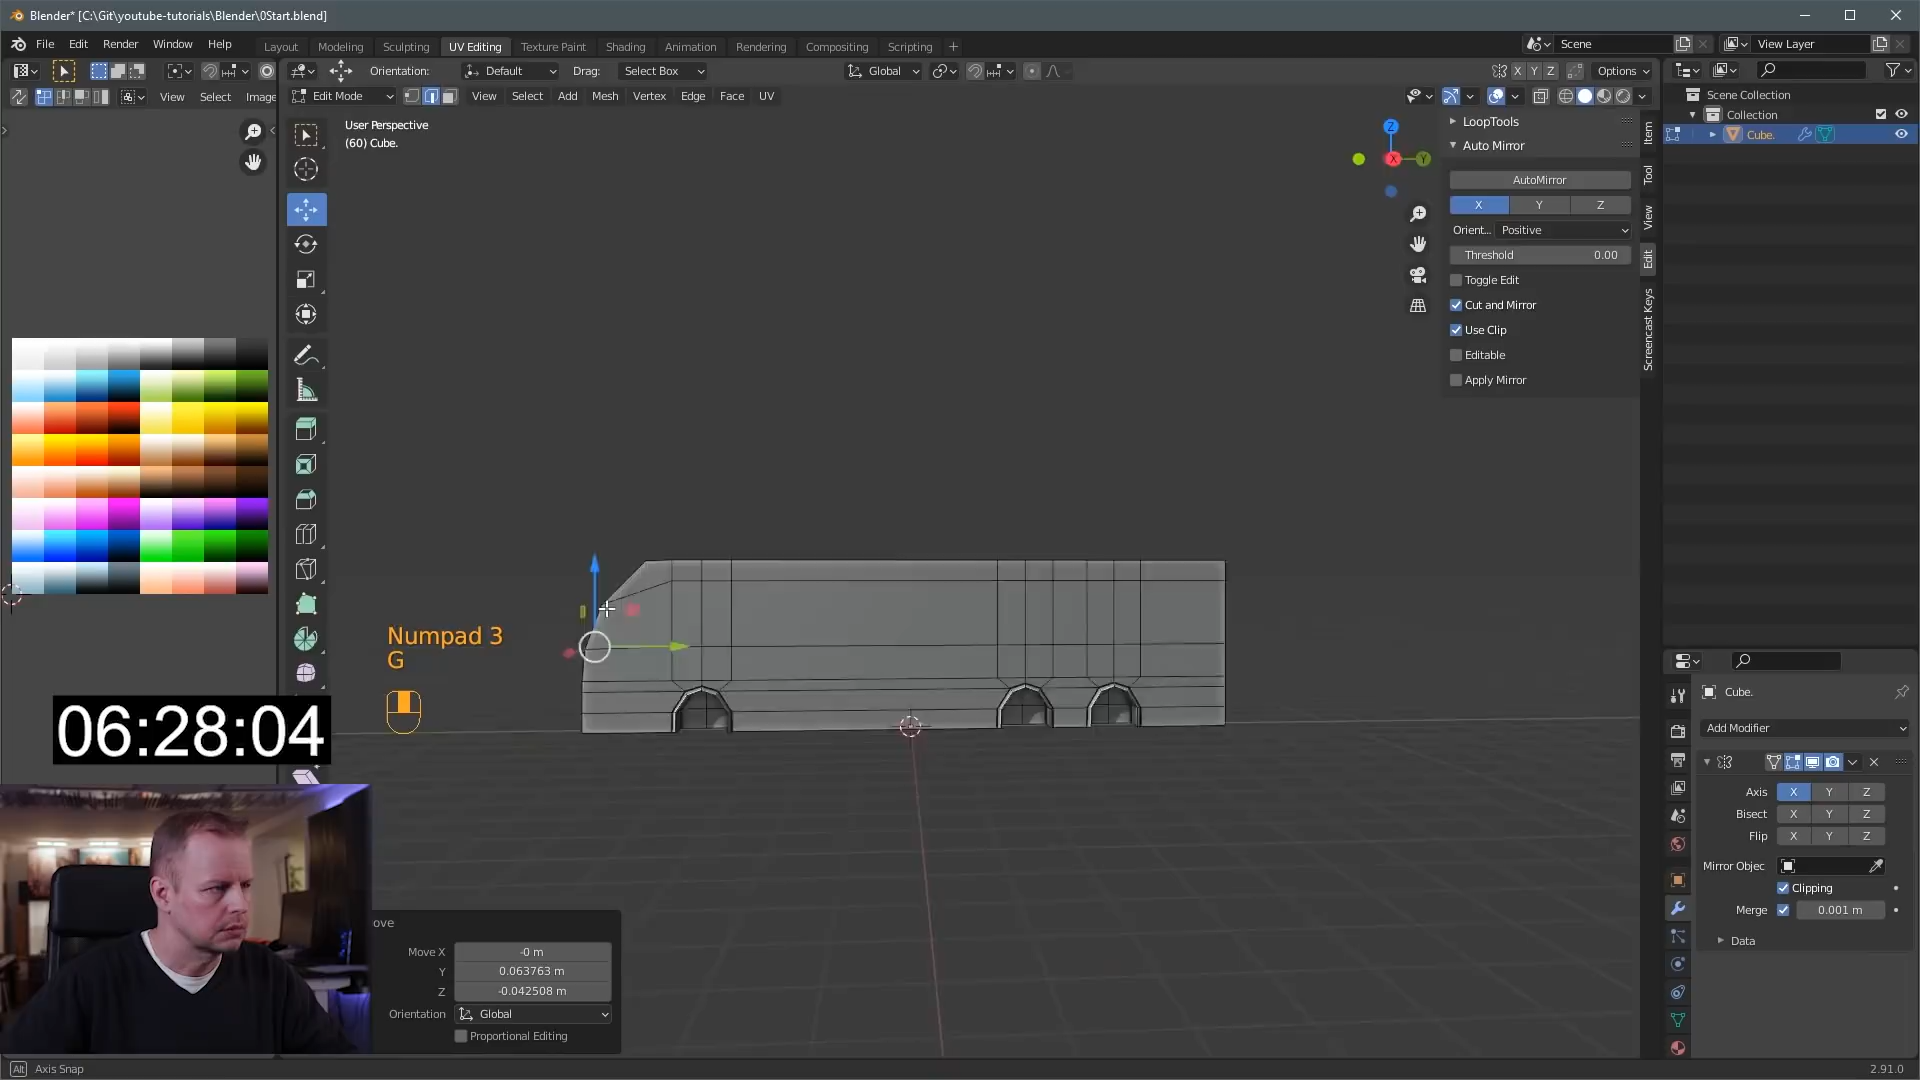 Blender* [C:\Git\youtube-tutorials\Blender\0Start.blend]
File Edit Render Window Help Layout Modeling Sculpting UV Editing Texture Paint Shading Animation Rendering Compositing Scripting + Scene View Layer
Orientation: Default Drag: Select Box Global X Y Z Options
View Select Image Edit Mode View Select Add Mesh Vertex Edge Face UV
Scene Collection
Collection
Cube.
User Perspective
(60) Cube.
Z
X
Y
LoopTools
Auto Mirror
AutoMirror
X Y Z
Orient... Positive
Threshold 0.00
Toggle Edit
Cut and Mirror
Use Clip
Editable
Apply Mirror
Item
Tool
View
Edit
Screencast Keys
Numpad 3
G
06:28:04
Cube.
Add Modifier
Axis X Y Z
Bisect X Y Z
Flip X Y Z
Mirror Objec
Clipping
Merge 0.001 m
Data
ove
Move X -0 m
Y 0.063763 m
Z -0.042508 m
Orientation Global
Proportional Editing
Alt Axis Snap
2.91.0